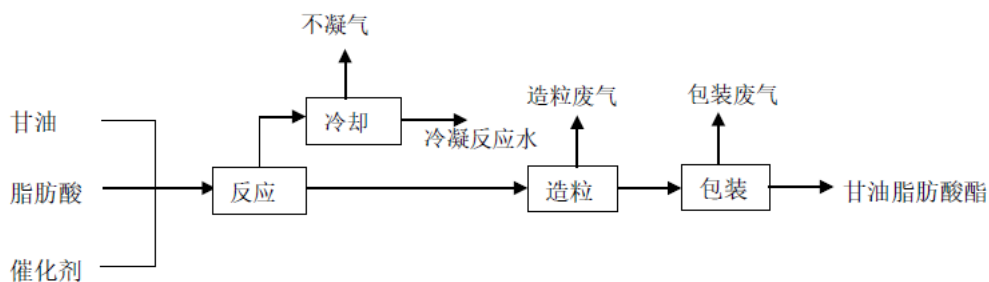 不凝气
造粒废气
包装废气
甘油
冷却
冷凝反应水
脂肪酸
反应
造粒
包装
甘油脂肪酸酯
催化剂